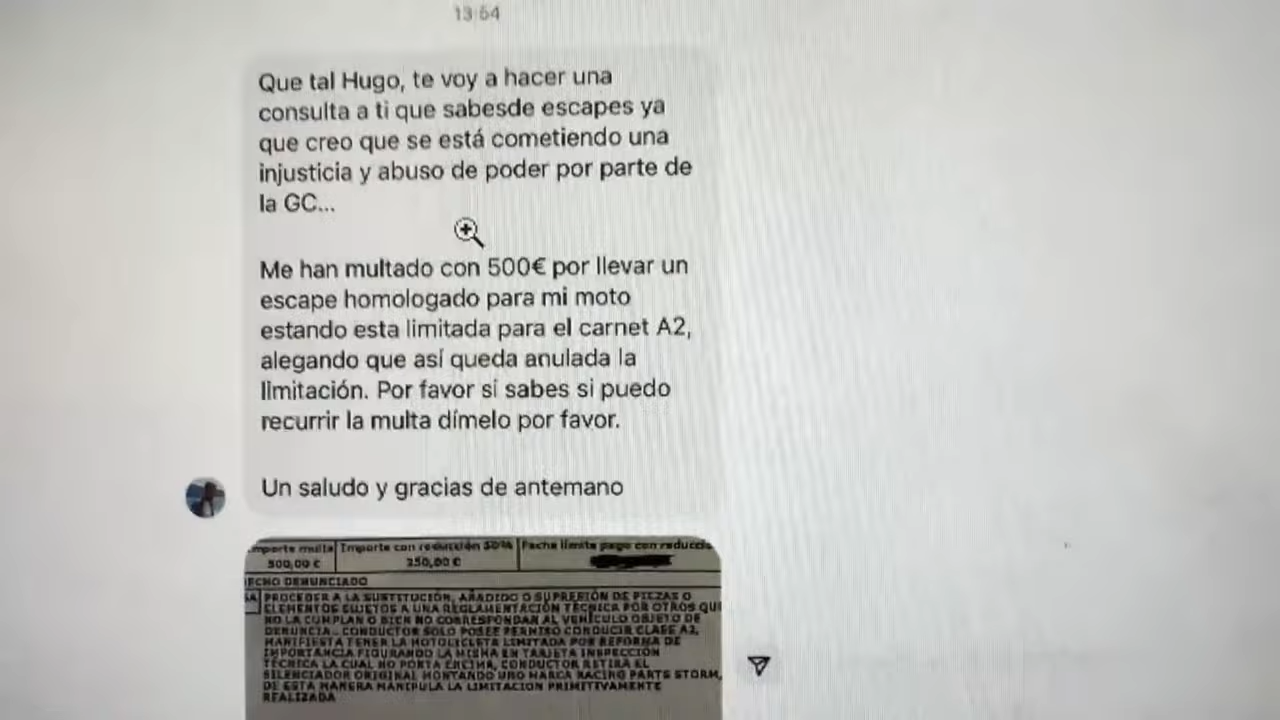 13:54
Que tal Hugo, te voy a hacer una
consulta a ti que sabesde escapes ya
que creo que se está cometiendo una
injusticia y abuso de poder por parte de
la GC...
Me han multado con 500€ por llevar un
escape homologado para mi moto
estando esta limitada para el carnet A2,
alegando que así queda anulada la
limitación. Por favor si sabes si puedo
recurrir la multa dímelo por favor.
Un saludo y gracias de antemano
mporte multa Importe con reducción 50% Fecha límite pago con reducció
500,00 € 250,00 €
ECHO DENUNCIADO
PROCEDER A LA SUSTITUCIÓN, AÑADIDO O SUPRESIÓN DE PIEZAS O
ELEMENTOS SUJETOS A UNA REGLAMENTACIÓN TÉCNICA POR OTROS QUE
NO LA CUMPLAN O BIEN NO CORRESPONDAN AL VEHÍCULO OBJETO DE
DENUNCIA. CONDUCTOR SOLO POSEE PERMISO CONDUCIR CLASE A2,
MANIFIESTA TENER LA MOTOCICLETA LIMITADA POR REFORMA DE
IMPORTANCIA FIGURANDO LA MISMA EN TARJETA INSPECCIÓN
TÉCNICA LA CUAL NO PORTA ENCIMA, CONDUCTOR RETIRA EL
SILENCIADOR ORIGINAL MONTANDO UNO MARCA RACING PARTS STORM,
DE ESTA MANERA MANIPULA LA LIMITACIÓN PRIMITIVAMENTE
REALIZADA